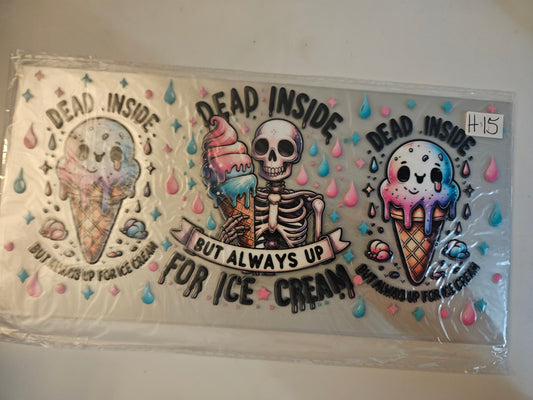 DEAD INSIDE.
BUT ALWAYS UP FOR ICE CREAM
DEAD INSIDE,
BUT ALWAYS UP
FOR ICE CREAM
DEAD INSIDE.
BUT ALWAYS UP FOR ICE CREAM
H-15